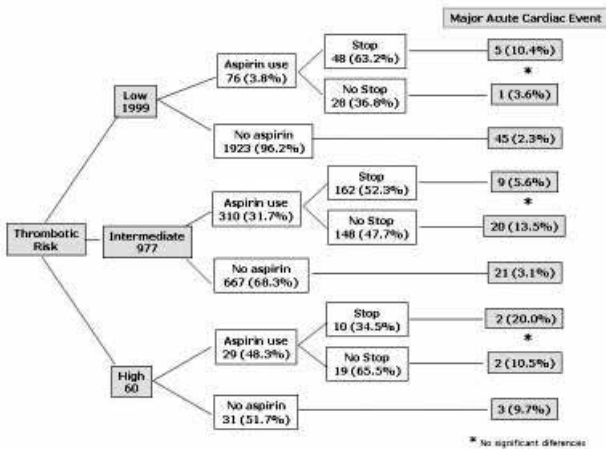 Major Acute Cardiac Event
Stop
48 (63.2%)
5 (10.4%)
Aspirin use
76 (3.8%)
*
No Stop
28 (36.8%)
1 (3.6%)
Low
1999
No aspirin
1923 (96.2%)
45 (2.3%)
Stop
162 (52.3%)
9 (5.6%)
Aspirin use
310 (31.7%)
*
No Stop
148 (47.7%)
20 (13.5%)
Thrombotic
Risk
Intermediate
977
No aspirin
667 (68.3%)
21 (3.1%)
Stop
10 (34.5%)
2 (20.0%)
Aspirin use
29 (48.3%)
*
No Stop
19 (65.5%)
2 (10.5%)
High
60
No aspirin
31 (51.7%)
3 (9.7%)
* No significant diferences